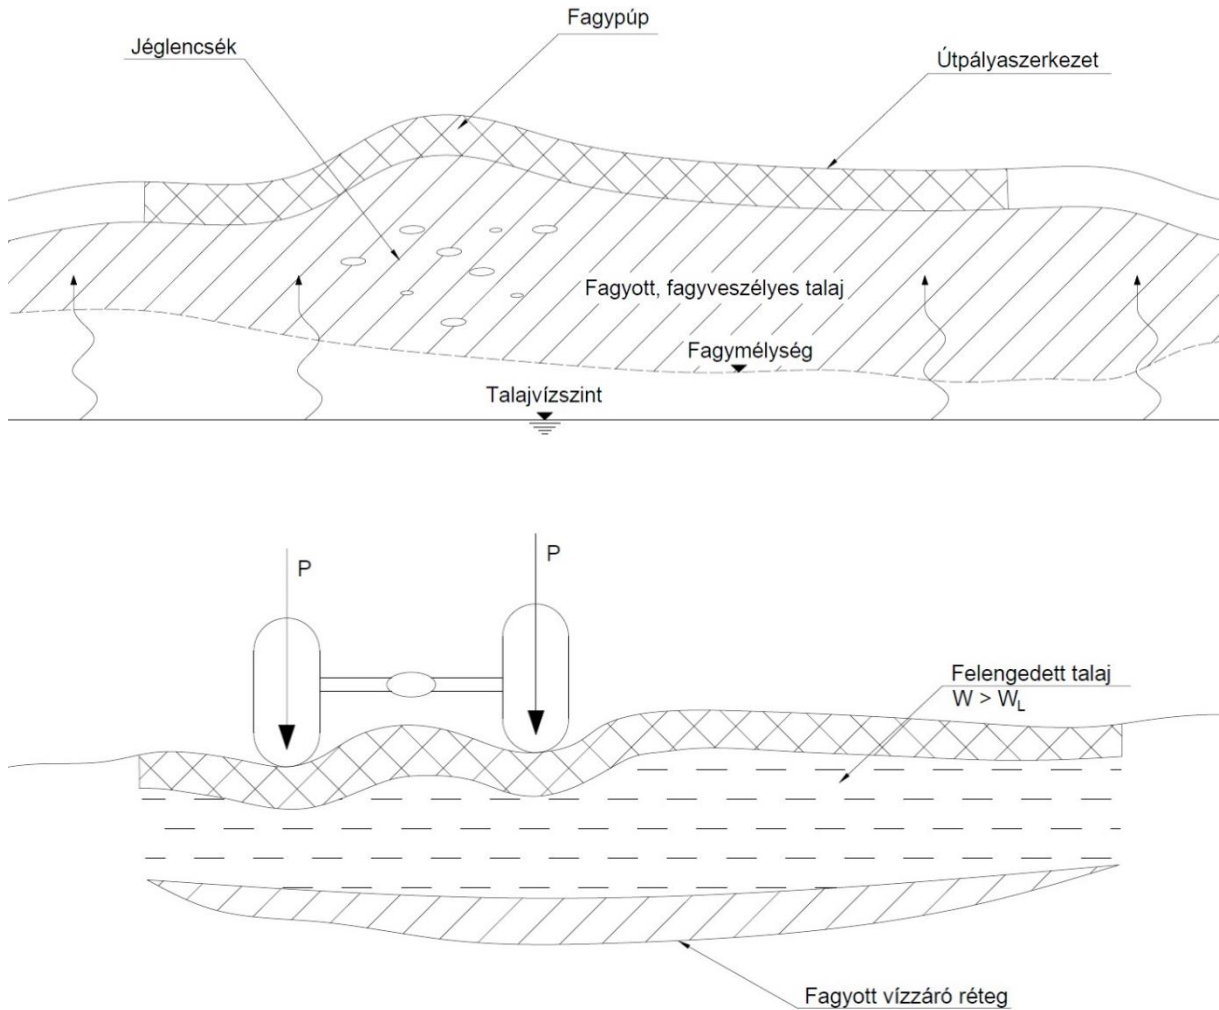 Fagypúp
Jéglencsék
Útpályaszerkezet
Fagyott, fagyveszélyes talaj
Fagymélység
Talajvízszint
P
P
Felengedett talaj
W > WL
Fagyott vízzáró réteg